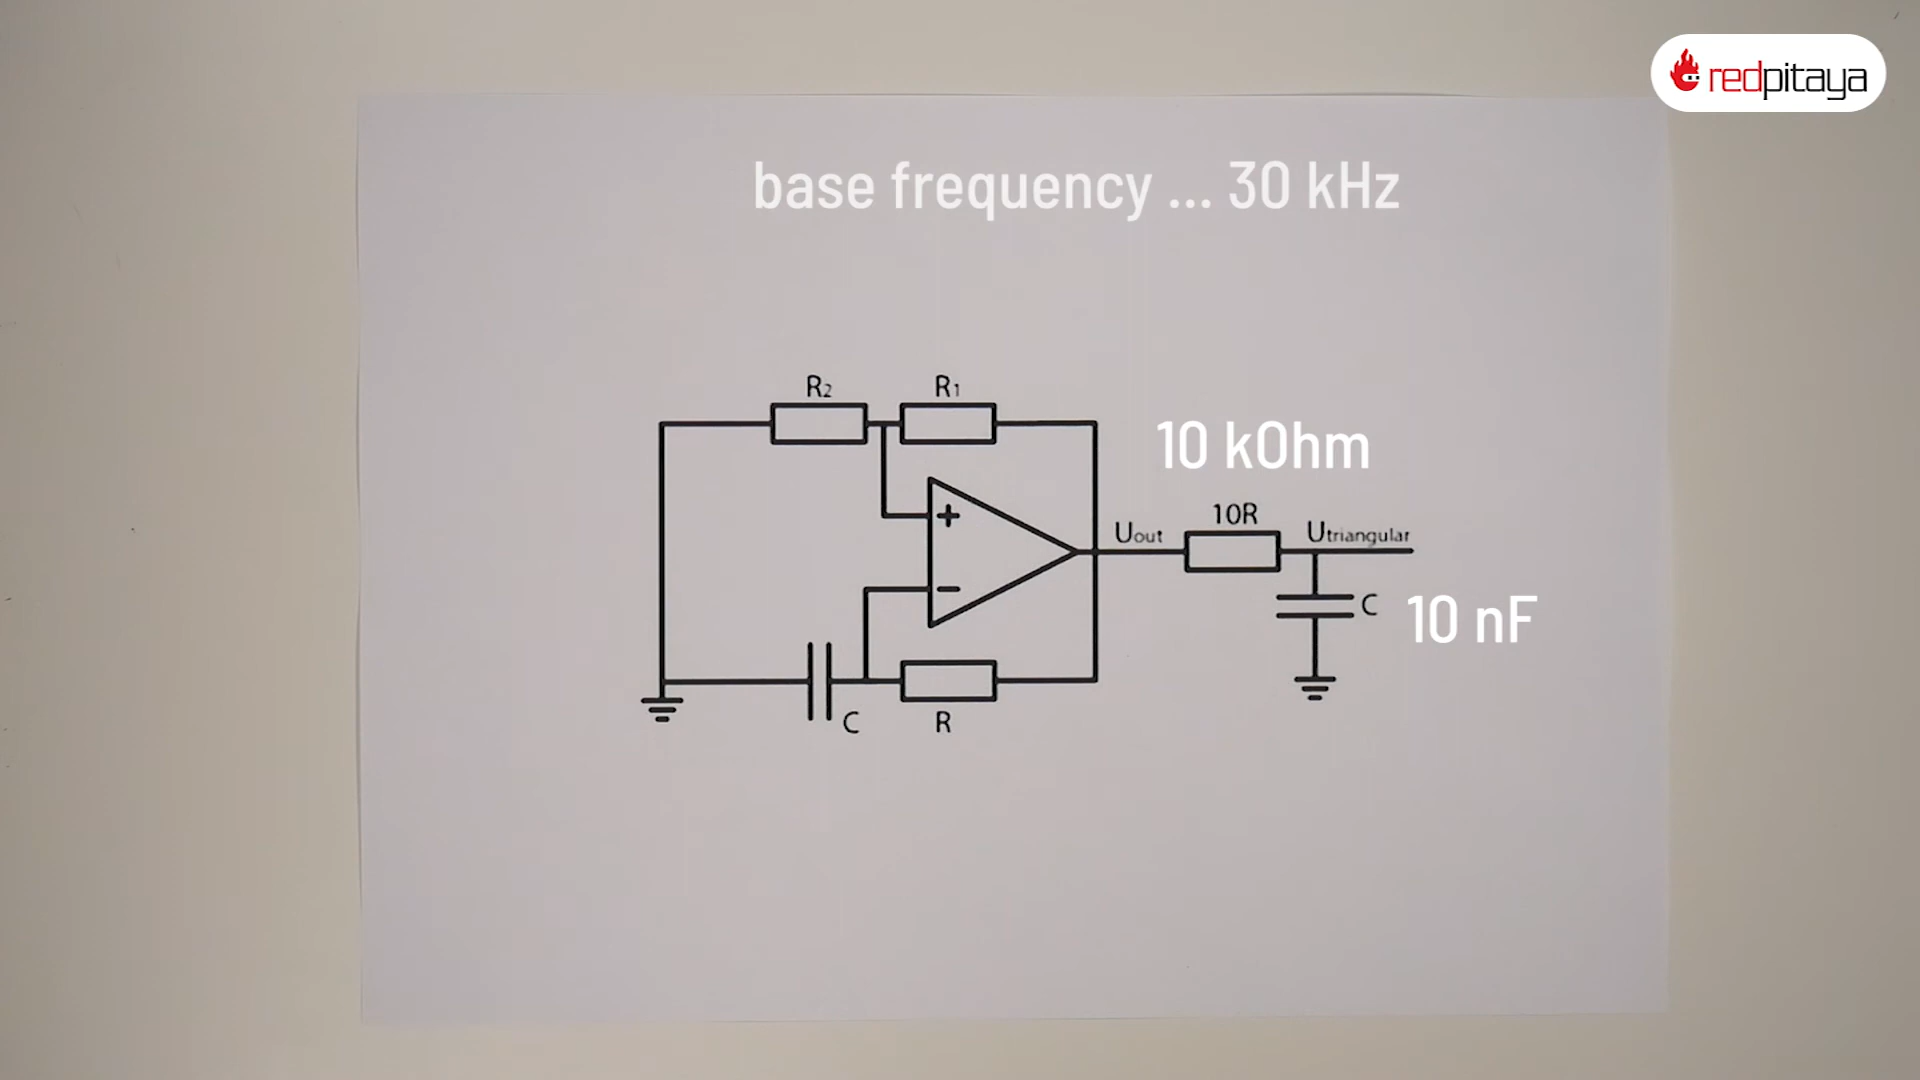 redpitaya
base frequency ... 30 kHz
R2
R1
10 kOhm
10R
+
Uout
Utriangular
-
C
10 nF
C
R